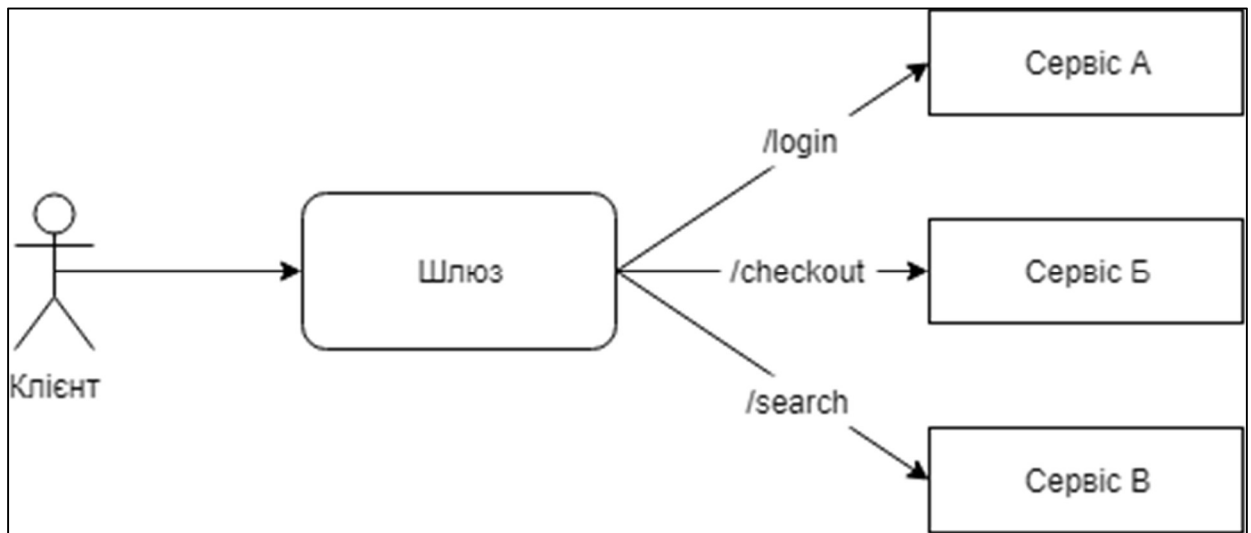 Сервіс А
/login
Шлюз
/checkout
Сервіс Б
Клієнт
/search
Сервіс В